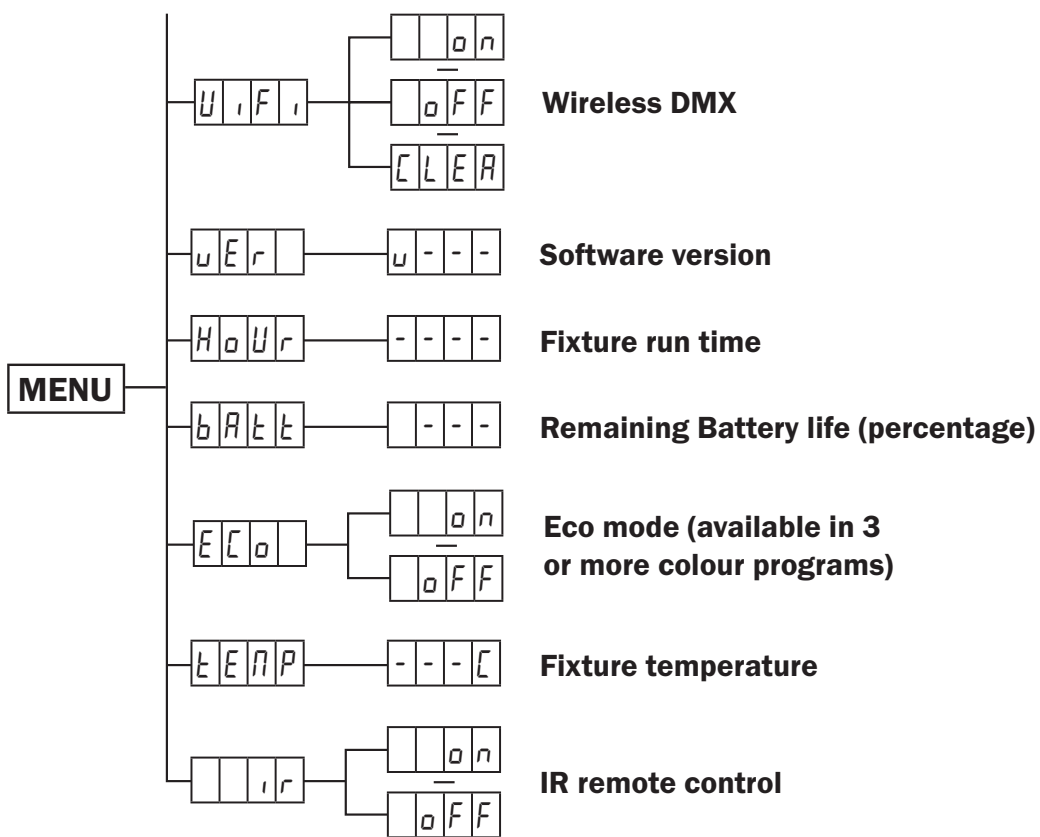 on
UiFi oFF Wireless DMX
CLEA
vEr v--- Software version
HoUr ---- Fixture run time
MENU
bAtt --- Remaining Battery life (percentage)
on
ECo Eco mode (available in 3
or more colour programs)
oFF
tEMP ---C Fixture temperature
on
ir IR remote control
oFF